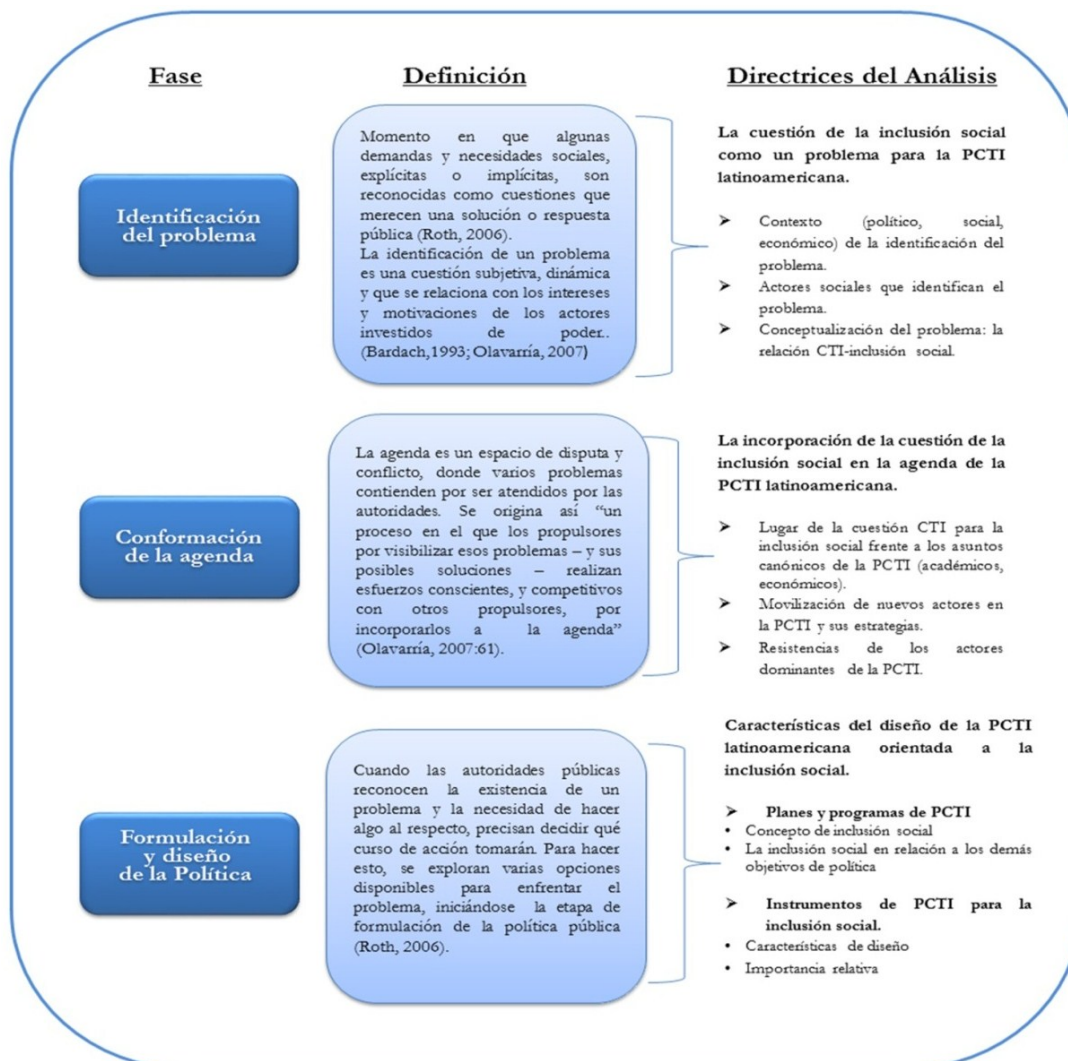 Fase
Definición
Directrices del Análisis
Identificación
del problema
Momento en que algunas
demandas y necesidades sociales,
explícitas o implícitas, son
reconocidas como cuestiones que
merecen una solución o respuesta
pública (Roth, 2006).
La identificación de un problema
es una cuestión subjetiva, dinámica
y que se relaciona con los intereses
y motivaciones de los actores
investidos de poder..
(Bardach,1993; Olavarría, 2007)
La cuestión de la inclusión social
como un problema para la PCTI
latinoamericana.
➤ Contexto (político, social,
económico) de la identificación del
problema.
➤ Actores sociales que identifican el
problema.
➤ Conceptualización del problema: la
relación CTI-inclusión social.
Conformación
de la agenda
La agenda es un espacio de disputa y
conflicto, donde varios problemas
contienden por ser atendidos por las
autoridades. Se origina así “un
proceso en el que los propulsores
por visibilizar esos problemas – y sus
posibles soluciones – realizan
esfuerzos conscientes, y competitivos
con otros propulsores, por
incorporarlos a la agenda”
(Olavarría, 2007:61).
La incorporación de la cuestión de la
inclusión social en la agenda de la
PCTI latinoamericana.
➤ Lugar de la cuestión CTI para la
inclusión social frente a los asuntos
canónicos de la PCTI (académicos,
económicos).
➤ Movilización de nuevos actores en
la PCTI y sus estrategias.
➤ Resistencias de los actores
dominantes de la PCTI.
Formulación
y diseño
de la Política
Cuando las autoridades públicas
reconocen la existencia de un
problema y la necesidad de hacer
algo al respecto, precisan decidir qué
curso de acción tomarán. Para hacer
esto, se exploran varias opciones
disponibles para enfrentar el
problema, iniciándose la etapa de
formulación de la política pública
(Roth, 2006).
Características del diseño de la PCTI
latinoamericana orientada a la
inclusión social.
➤ Planes y programas de PCTI
• Concepto de inclusión social
• La inclusión social en relación a los demás
objetivos de política
➤ Instrumentos de PCTI para la
inclusión social.
• Características de diseño
• Importancia relativa